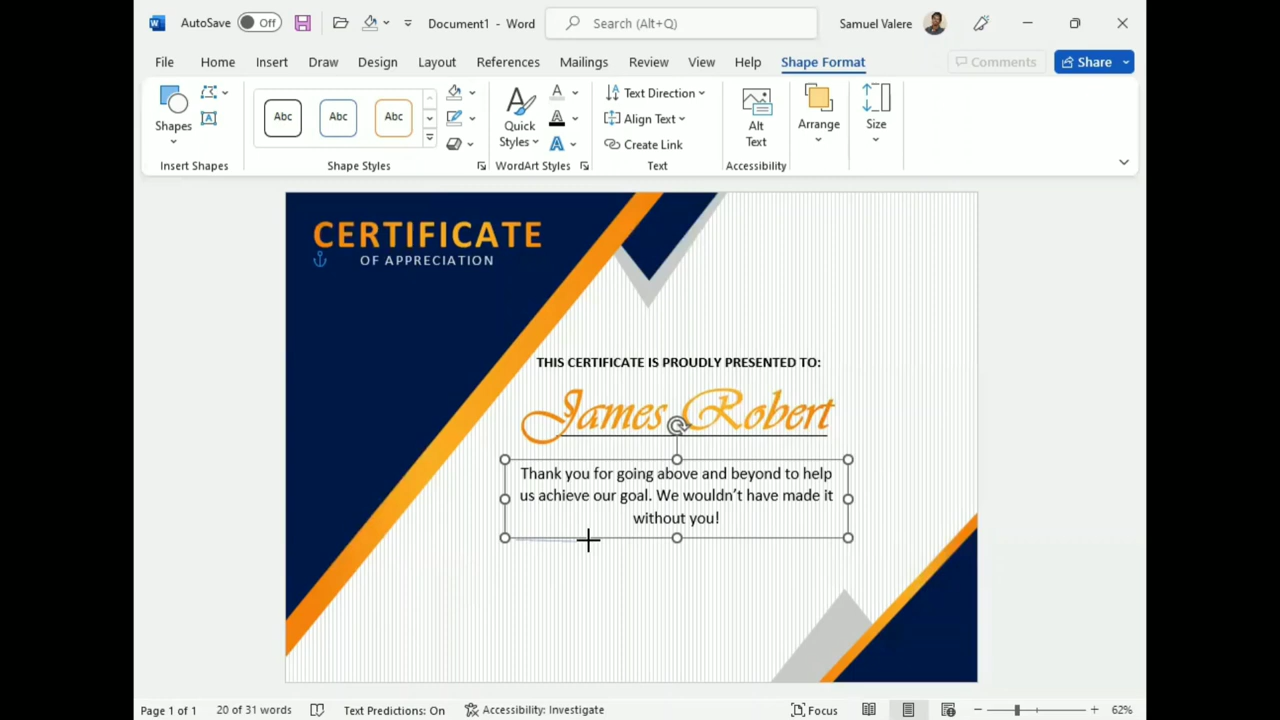 AutoSave Off Document1 - Word Search (Alt+Q) Samuel Valere
File Home Insert Draw Design Layout References Mailings Review View Help Shape Format Comments Share
Shapes
Insert Shapes
Abc Abc Abc
Shape Styles
Quick Styles
WordArt Styles
Text Direction
Align Text
Create Link
Text
Alt Text
Accessibility
Arrange
Size
CERTIFICATE
OF APPRECIATION
THIS CERTIFICATE IS PROUDLY PRESENTED TO:
James Robert
Thank you for going above and beyond to help
us achieve our goal. We wouldn’t have made it
without you!
Page 1 of 1 20 of 31 words Text Predictions: On Accessibility: Investigate Focus 62%